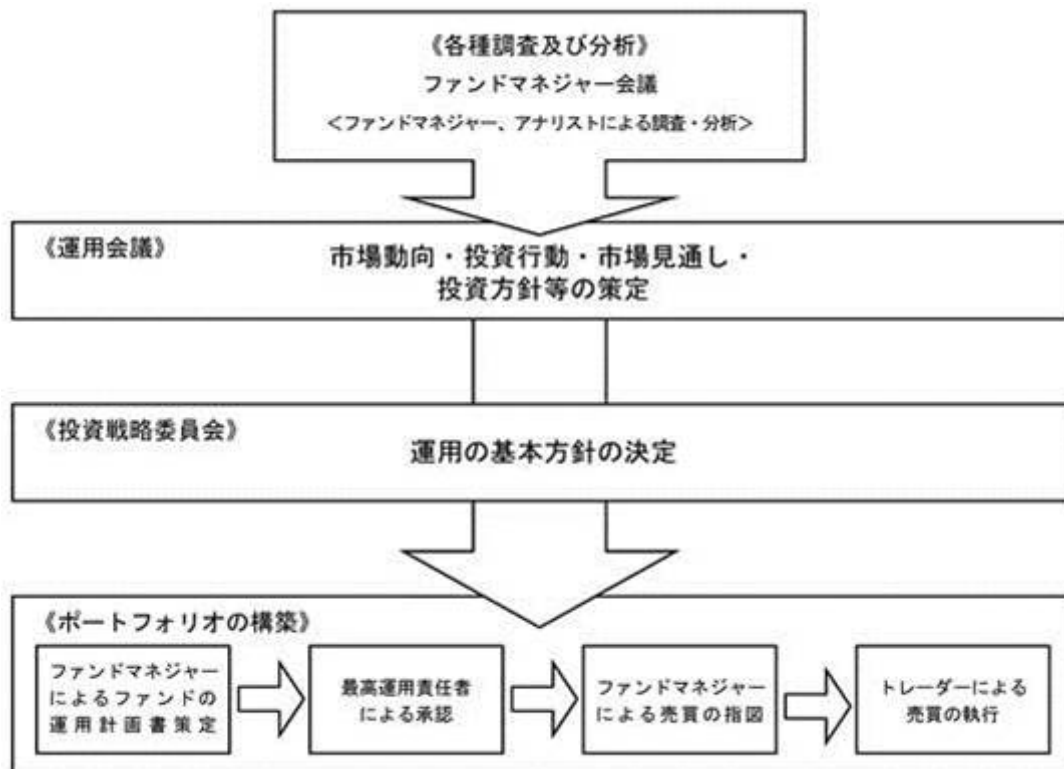 《各種調査及び分析》
ファンドマネジャー会議
＜ファンドマネジャー、アナリストによる調査・分析＞
《運用会議》
市場動向・投資行動・市場見通し・
投資方針等の策定
《投資戦略委員会》
運用の基本方針の決定
《ポートフォリオの構築》
ファンドマネジャー
によるファンドの
運用計画書策定
最高運用責任者
による承認
ファンドマネジャー
による売買の指図
トレーダーによる
売買の執行